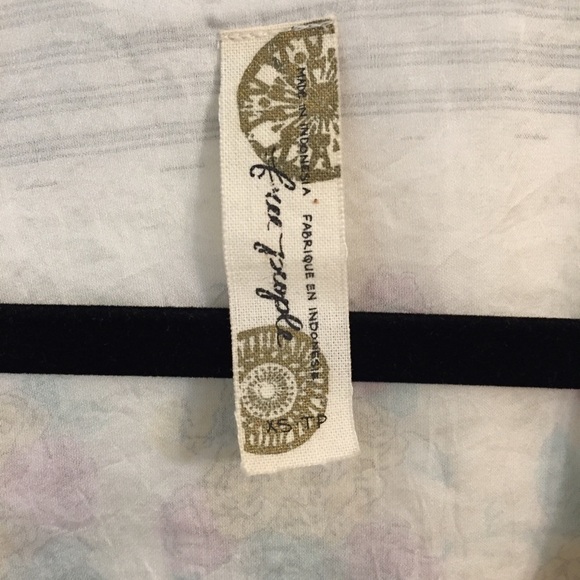 MADE IN INDONESIA FABRIQUE EN INDONESIE
free people
XS TP